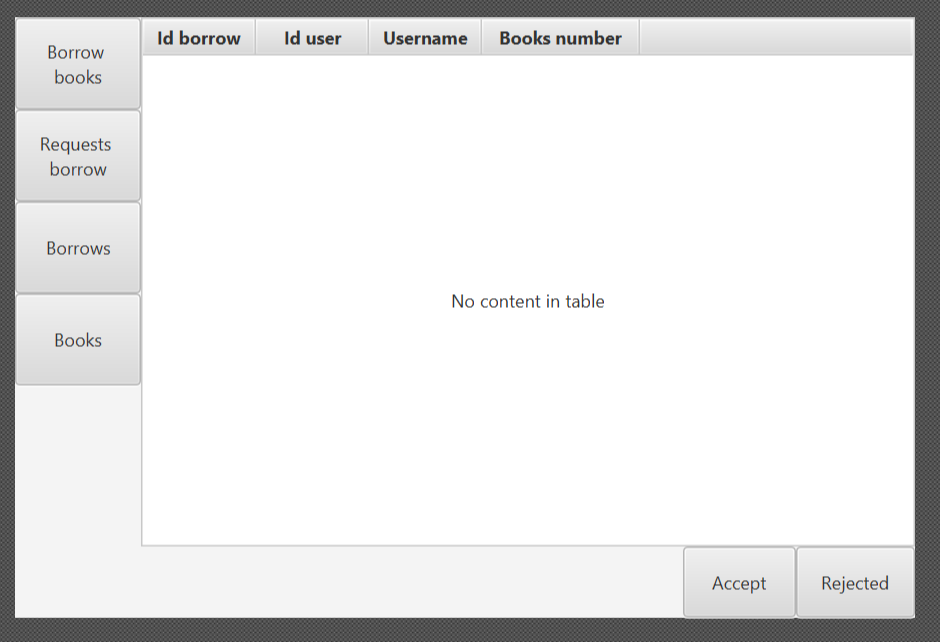 Borrow
books
Requests
borrow
Borrows
Books
Id borrow Id user Username Books number
No content in table
Accept Rejected